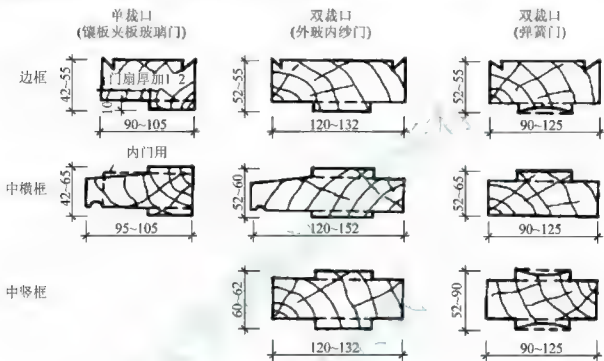 单裁口
(镶板夹板玻璃门)
双裁口
(外玻内纱门)
双裁口
(弹簧门)
边框
42~55
门扇厚加1~2
10
90~105
52~55
120~132
52~55
90~125
内门用
中横框
42~65
95~105
52~60
120~152
52~65
90~125
中竖框
60~62
120~132
52~90
90~125